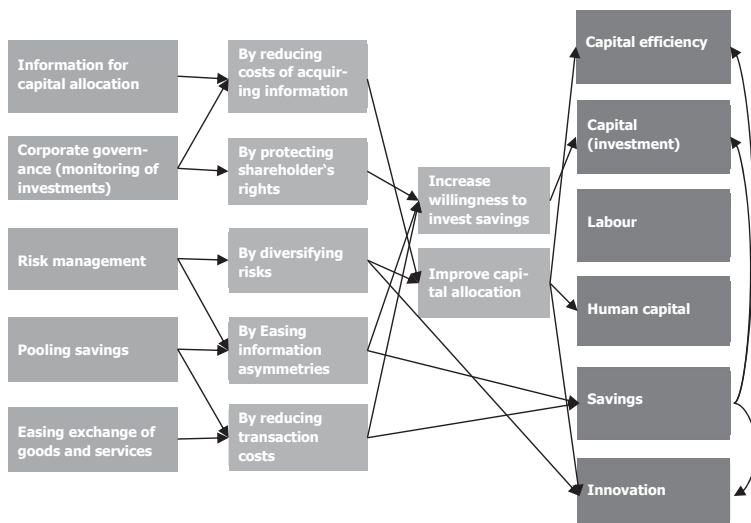 Information for
capital allocation
Corporate govern-
ance (monitoring of
investments)
Risk management
Pooling savings
Easing exchange of
goods and services
By reducing
costs of acquir-
ing information
By protecting
shareholder's
rights
By diversifying
risks
By Easing
information
asymmetries
By reducing
transaction
costs
Increase
willingness to
invest savings
Improve capi-
tal allocation
Capital efficiency
Capital
(investment)
Labour
Human capital
Savings
Innovation